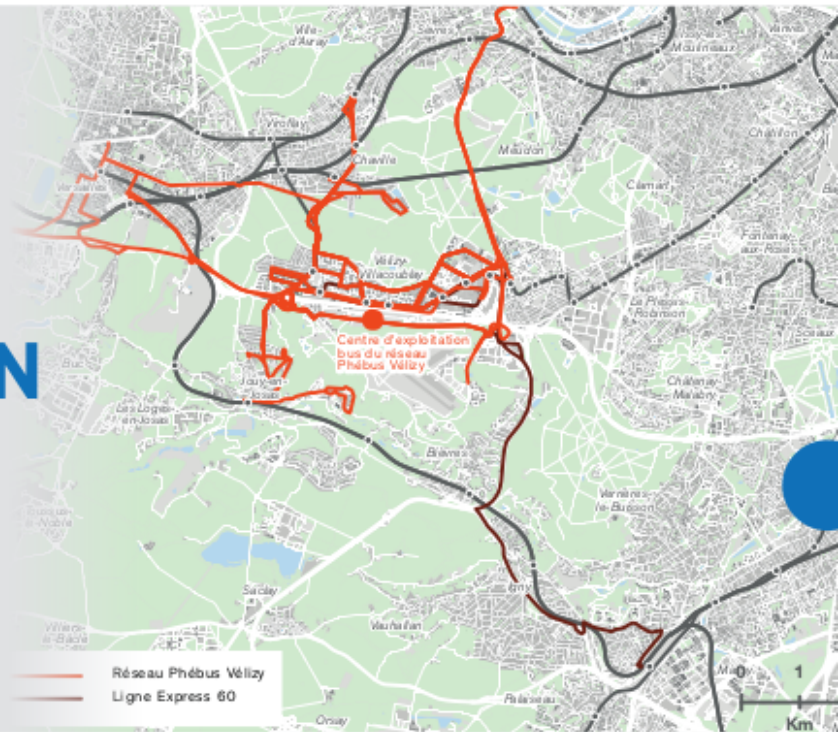 Ville-
d'Avray
Sèvres
Vanves
Viroflay
Châtillon
Chaville
Meudon
Clamart
Versailles
Fontenay-
aux-Roses
Vélizy-
Villacoublay
Le Plessis-
Robinson
Centre d'exploitation
bus du réseau
Phébus Vélizy
Sceaux
N
Buc
Jouy-en-
Josas
Châtenay-
Malabry
Les Loges-
en-Josas
Bièvres
Verrières-
le-Buisson
Saclay
Igny
Villiers-
le-Bâcle
Vauhallan
Réseau Phébus Vélizy
Ligne Express 60
Palaiseau
Orsay
0 1
Km